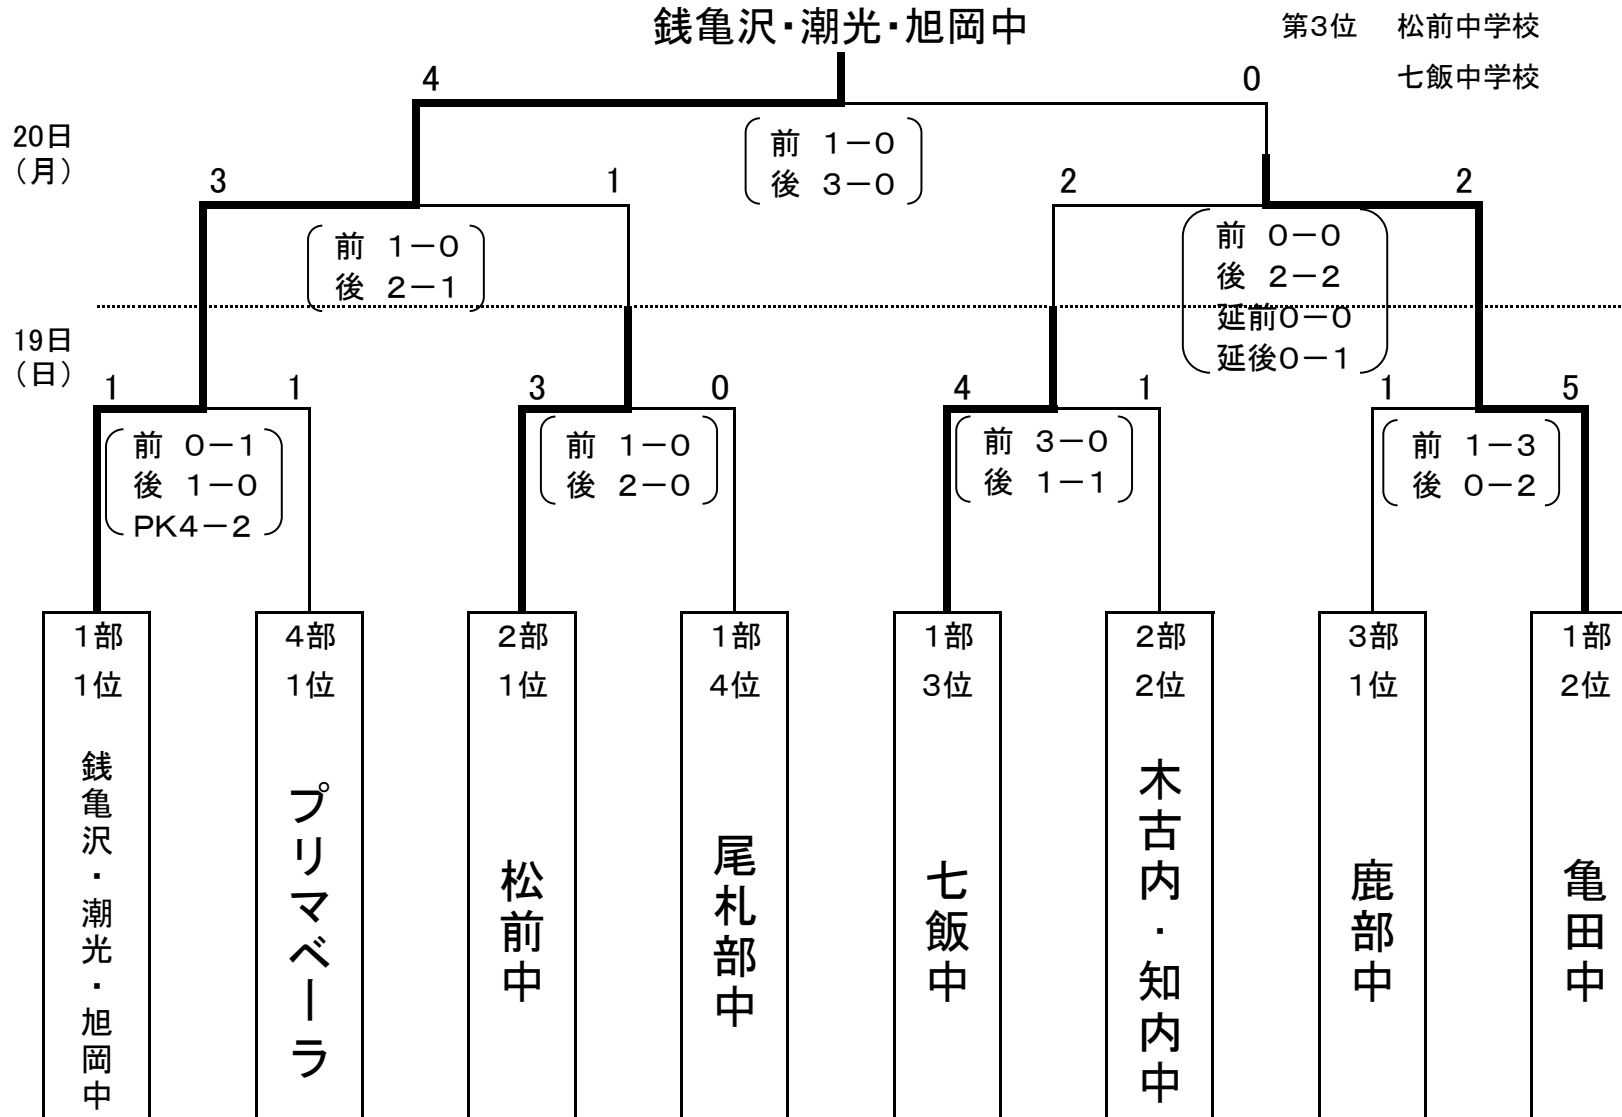 銭亀沢・潮光・旭岡中
第3位 松前中学校
七飯中学校
4 0
20日
（月）
前 1－0
後 3－0
3 1 2 2
前 1－0
後 2－1
前 0－0
後 2－2
延前0－0
延後0－1
19日
（日）
1 1 3 0 4 1 1 5
前 0－1
後 1－0
PK4－2
前 1－0
後 2－0
前 3－0
後 1－1
前 1－3
後 0－2
1部
1位
銭亀沢・潮光・旭岡中
4部
1位
プリマベーラ
2部
1位
松前中
1部
4位
尾札部中
1部
3位
七飯中
2部
2位
木古内・知内中
3部
1位
鹿部中
1部
2位
亀田中